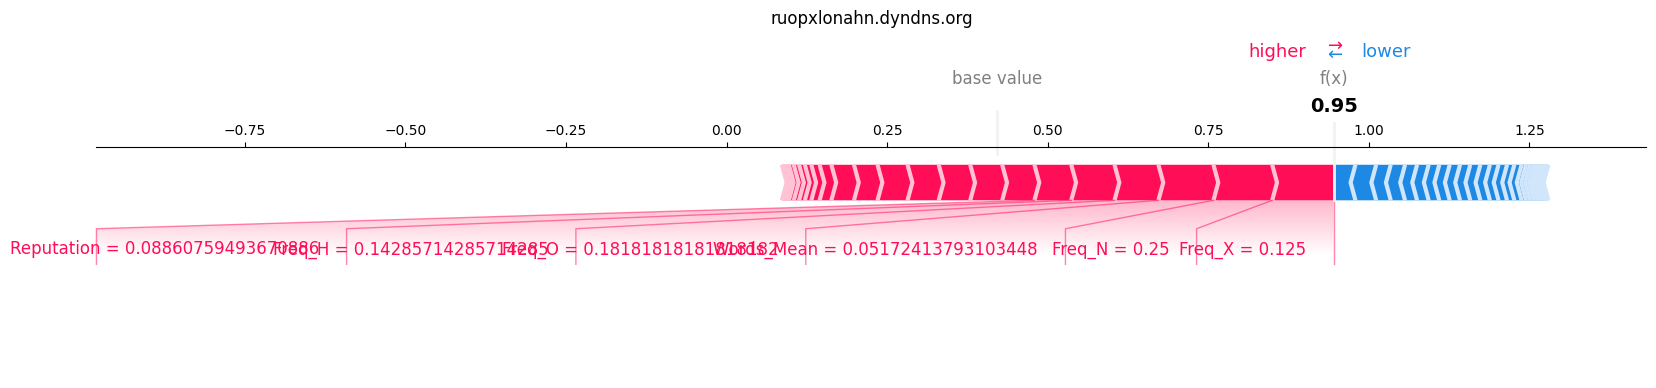 ruopxlonahn.dyndns.org
higher → ← lower
base value f(x)
0.95
−0.75 −0.50 −0.25 0.00 0.25 0.50 0.75 1.00 1.25
Reputation = 0.08860759493670886 Freq_H = 0.14285714285714285 Freq_O = 0.18181818181818182 Words_Mean = 0.05172413793103448 Freq_N = 0.25 Freq_X = 0.125